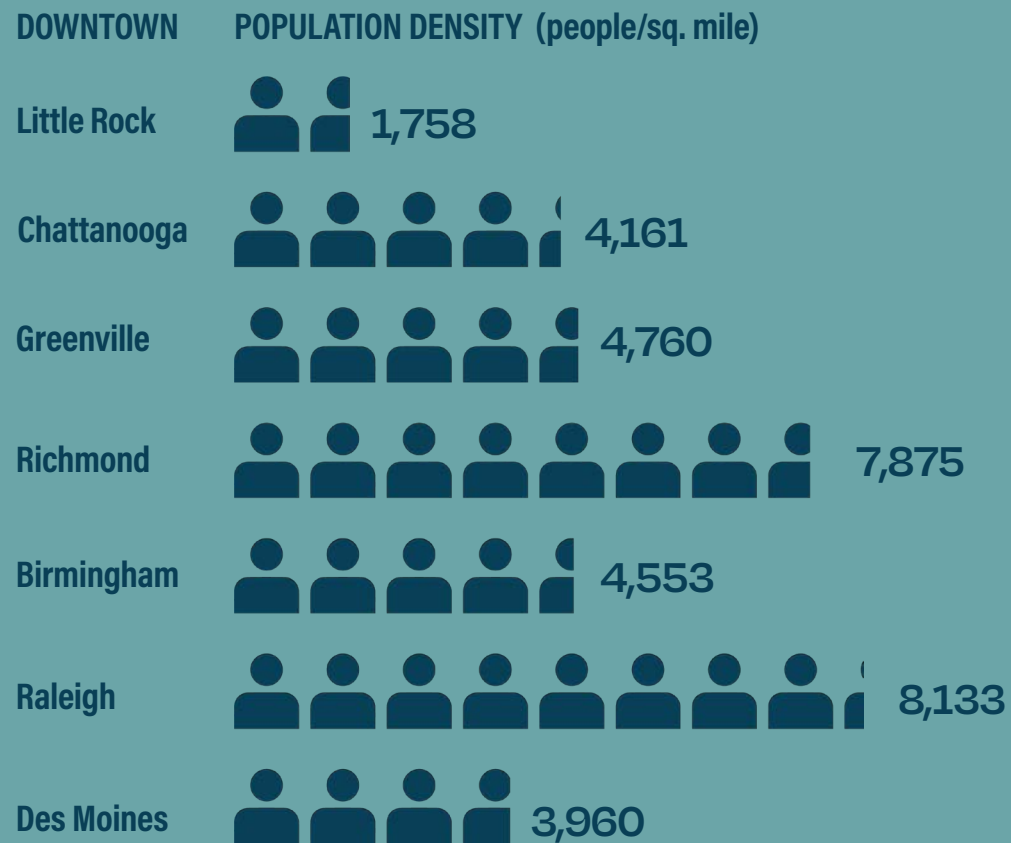 DOWNTOWN POPULATION DENSITY (people/sq. mile)
Little Rock 1,758
Chattanooga 4,161
Greenville 4,760
Richmond 7,875
Birmingham 4,553
Raleigh 8,133
Des Moines 3,960